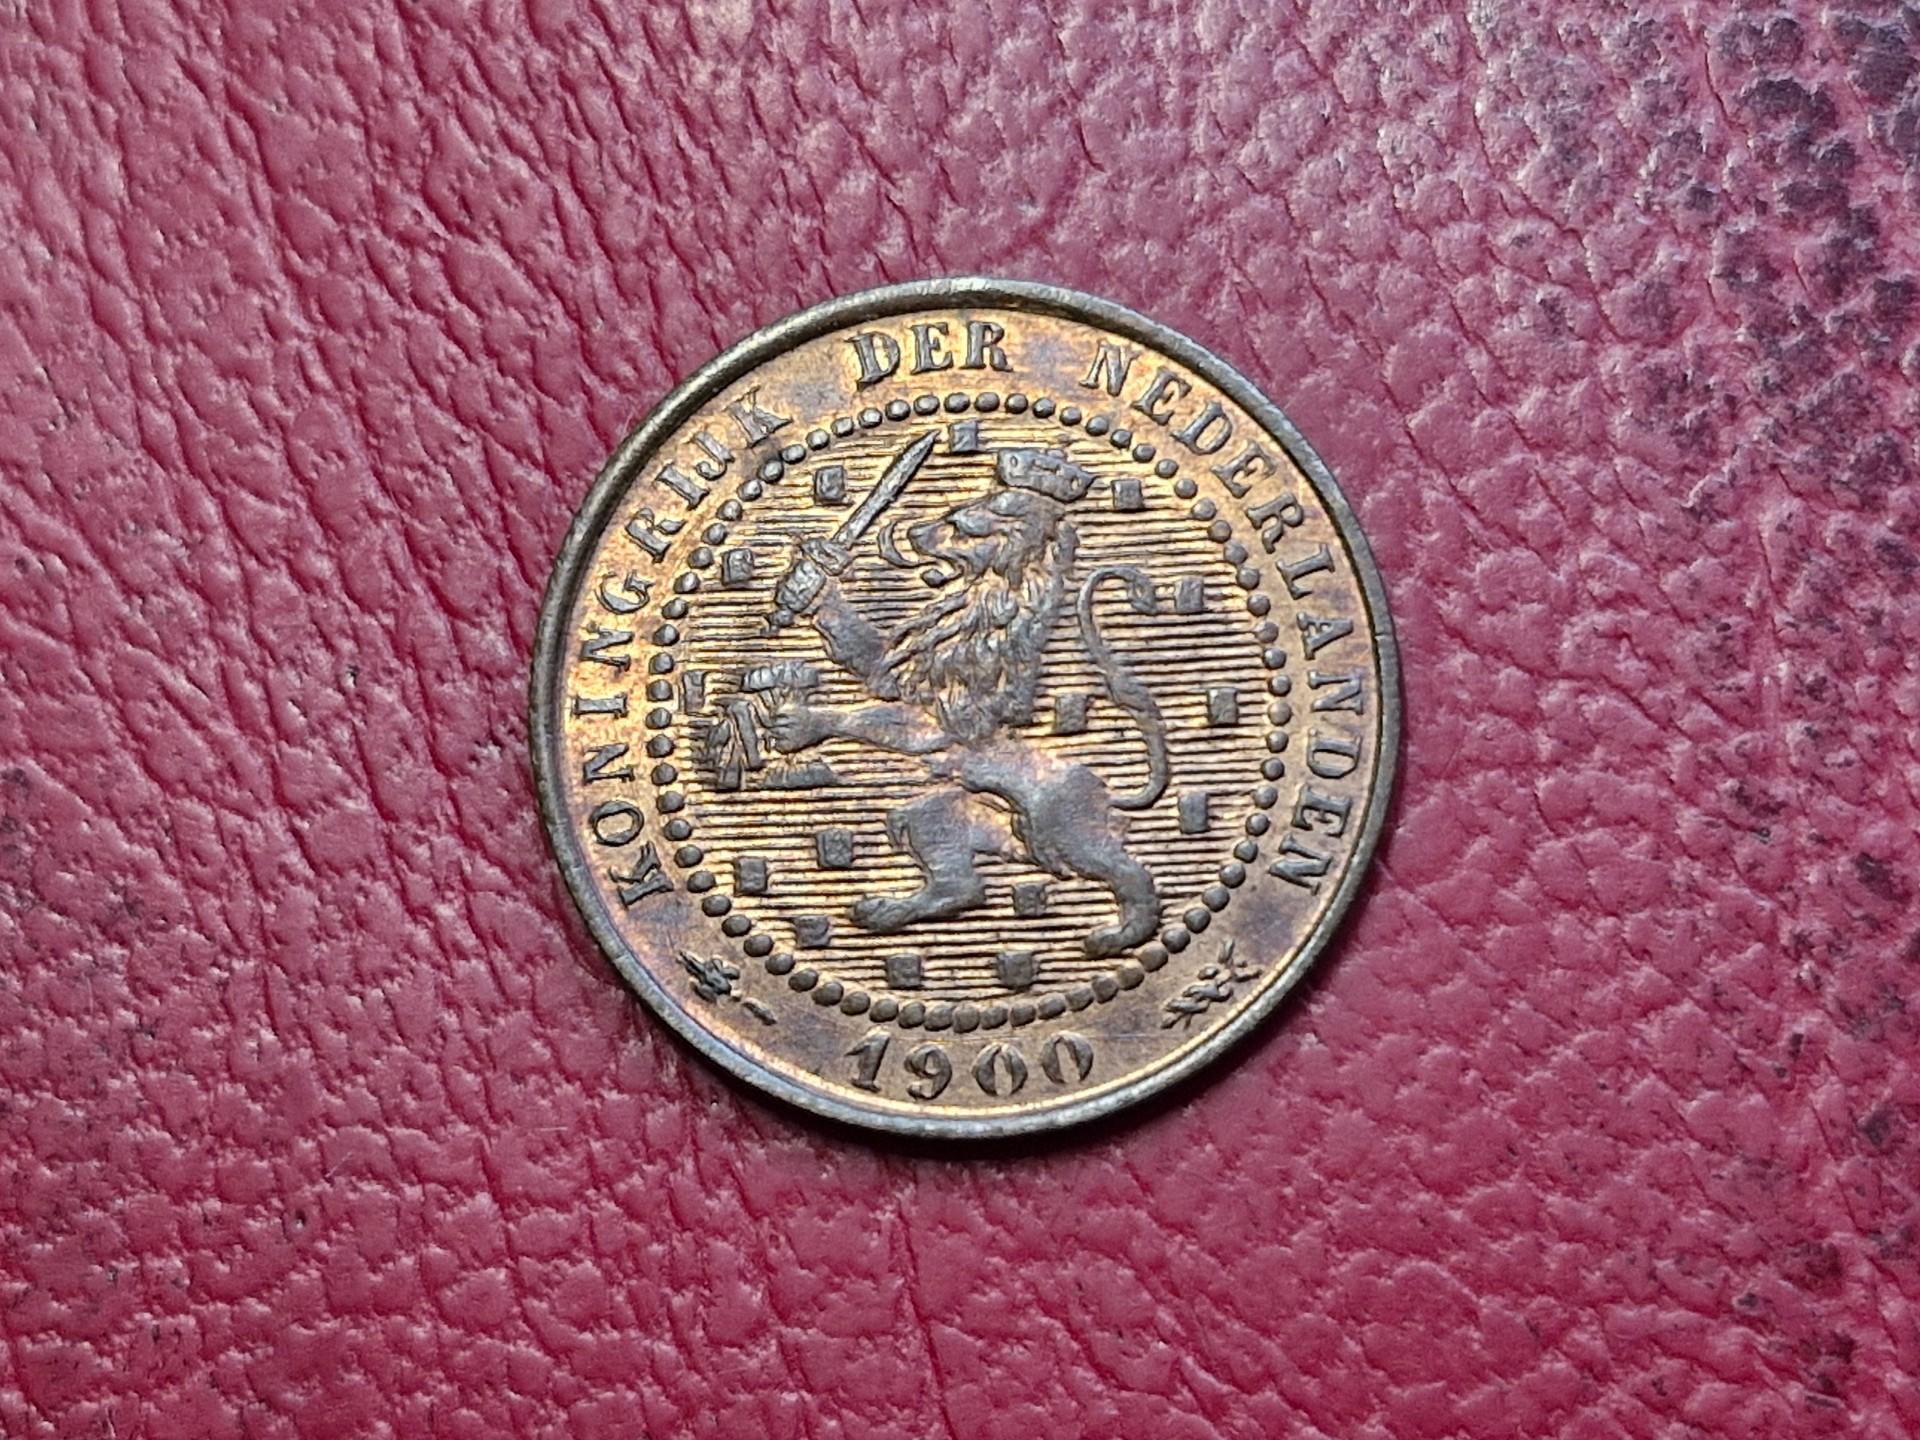 KONINGRIJK DER NEDERLANDEN
1900